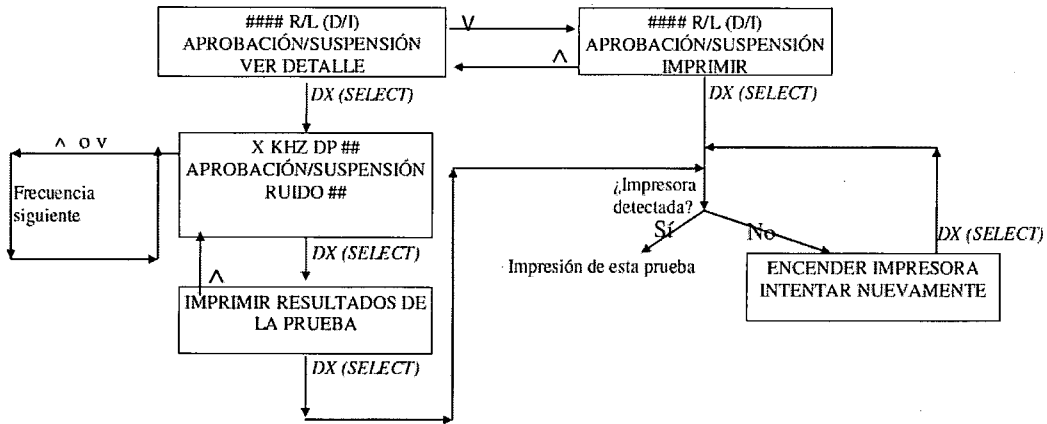 #### R/L (D/I)
APROBACIÓN/SUSPENSIÓN
VER DETALLE
V
^
#### R/L (D/I)
APROBACIÓN/SUSPENSIÓN
IMPRIMIR
DX (SELECT)
DX (SELECT)
^ o v
Frecuencia
siguiente
X KHZ DP ##
APROBACIÓN/SUSPENSIÓN
RUIDO ##
¿Impresora
detectada?
Sí
No
DX (SELECT)
DX (SELECT)
Impresión de esta prueba
ENCENDER IMPRESORA
INTENTAR NUEVAMENTE
^
IMPRIMIR RESULTADOS DE
LA PRUEBA
DX (SELECT)